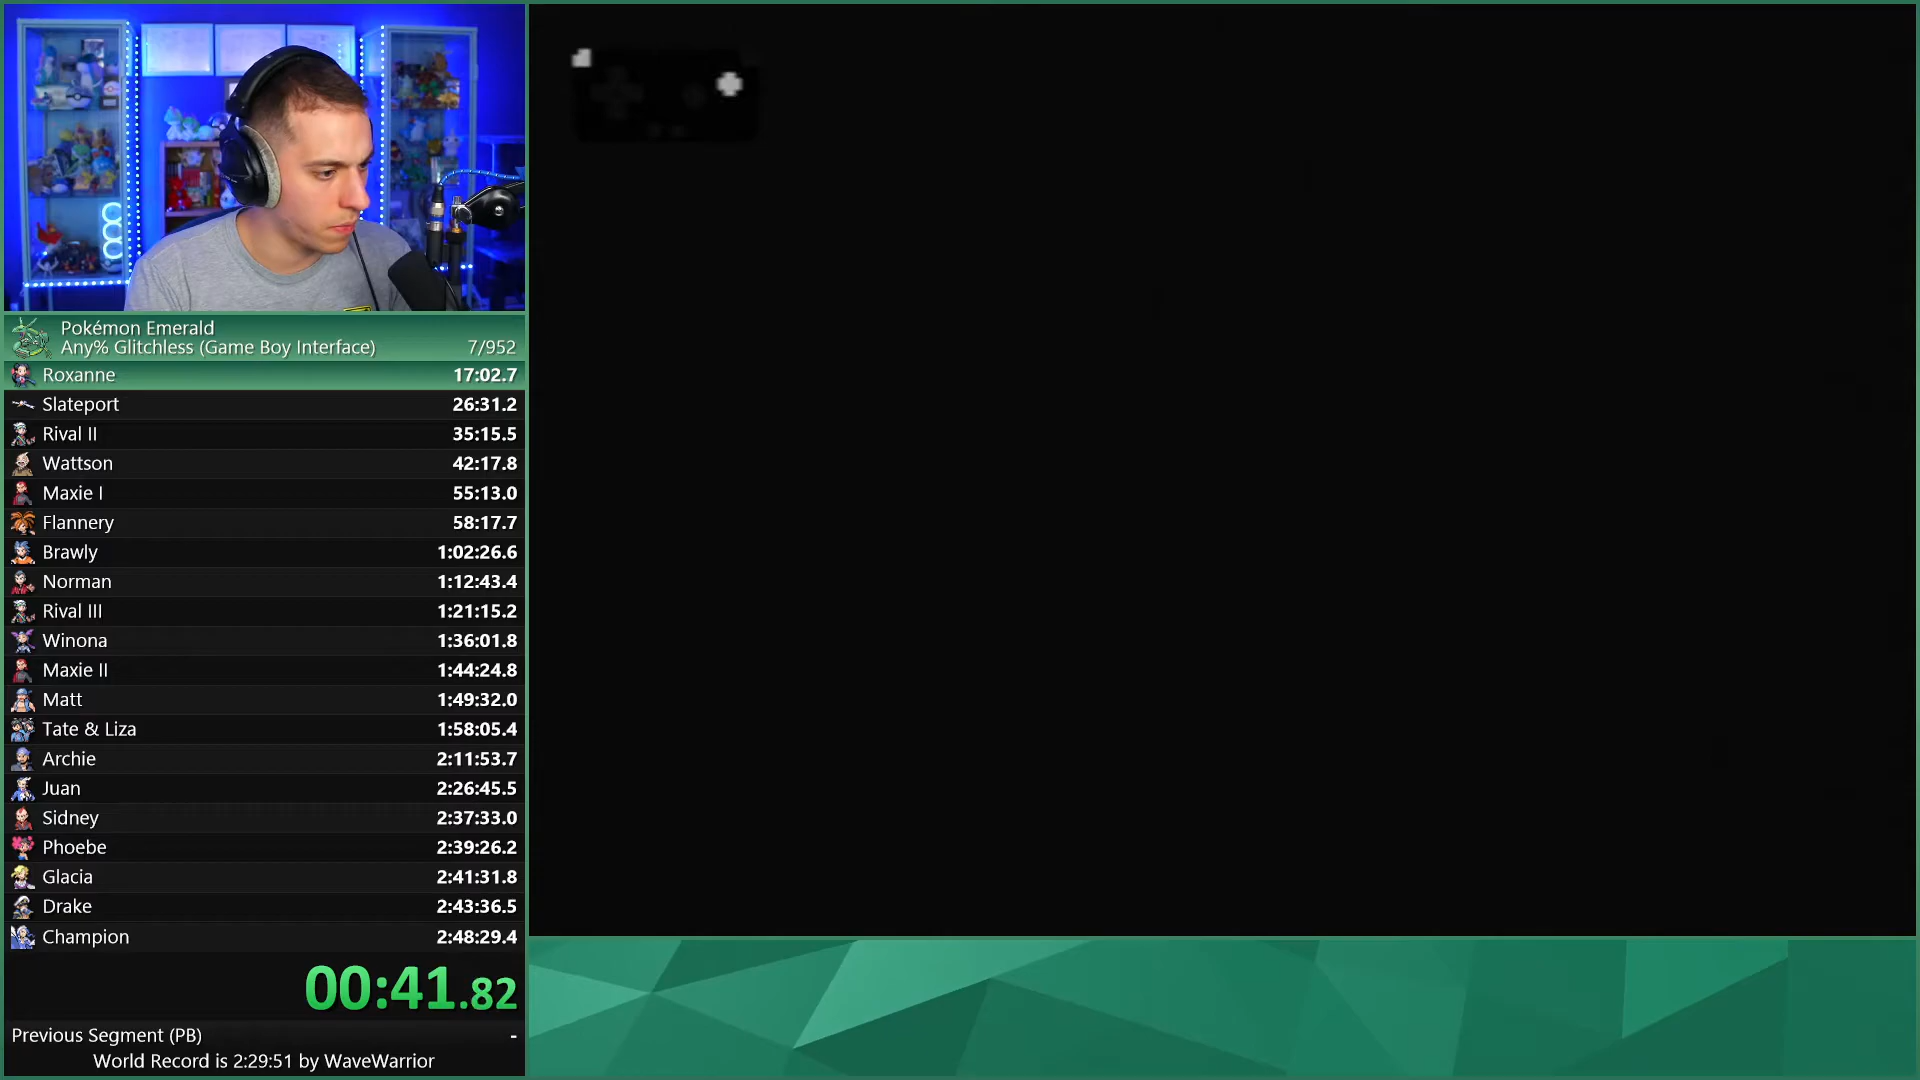 Pokémon Emerald
Any% Glitchless (Game Boy Interface) 7/952
Roxanne 17:02.7
Slateport 26:31.2
Rival II 35:15.5
Wattson 42:17.8
Maxie I 55:13.0
Flannery 58:17.7
Brawly 1:02:26.6
Norman 1:12:43.4
Rival III 1:21:15.2
Winona 1:36:01.8
Maxie II 1:44:24.8
Matt 1:49:32.0
Tate & Liza 1:58:05.4
Archie 2:11:53.7
Juan 2:26:45.5
Sidney 2:37:33.0
Phoebe 2:39:26.2
Glacia 2:41:31.8
Drake 2:43:36.5
Champion 2:48:29.4
00:41.82
Previous Segment (PB) -
World Record is 2:29:51 by WaveWarrior